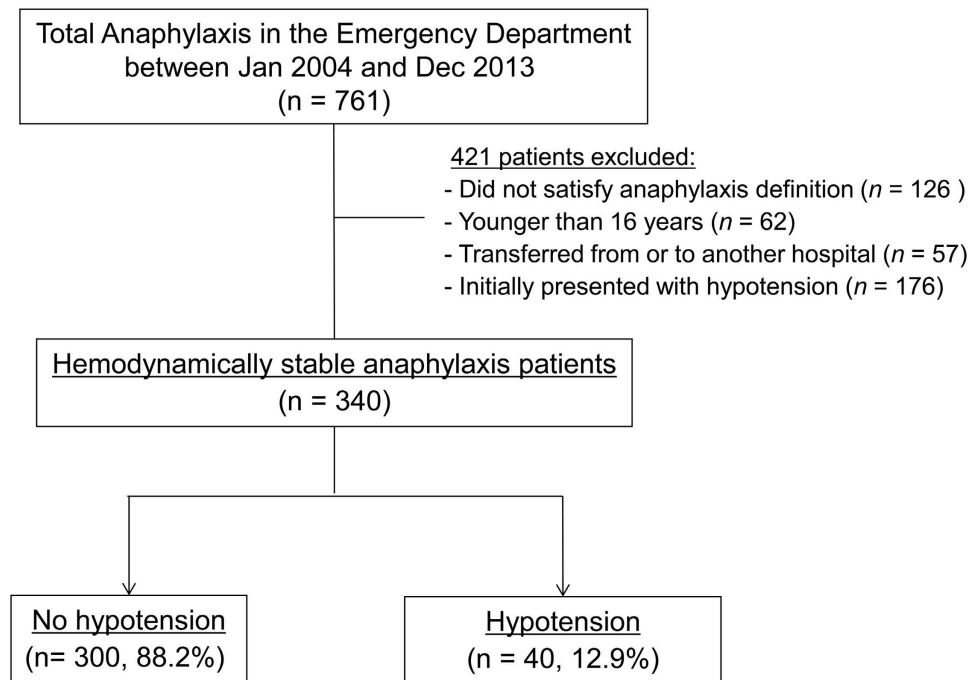 Total Anaphylaxis in the Emergency Department
between Jan 2004 and Dec 2013
(n = 761)
421 patients excluded:
- Did not satisfy anaphylaxis definition (n = 126 )
- Younger than 16 years (n = 62)
- Transferred from or to another hospital (n = 57)
- Initially presented with hypotension (n = 176)
Hemodynamically stable anaphylaxis patients
(n = 340)
No hypotension
(n= 300, 88.2%)
Hypotension
(n = 40, 12.9%)